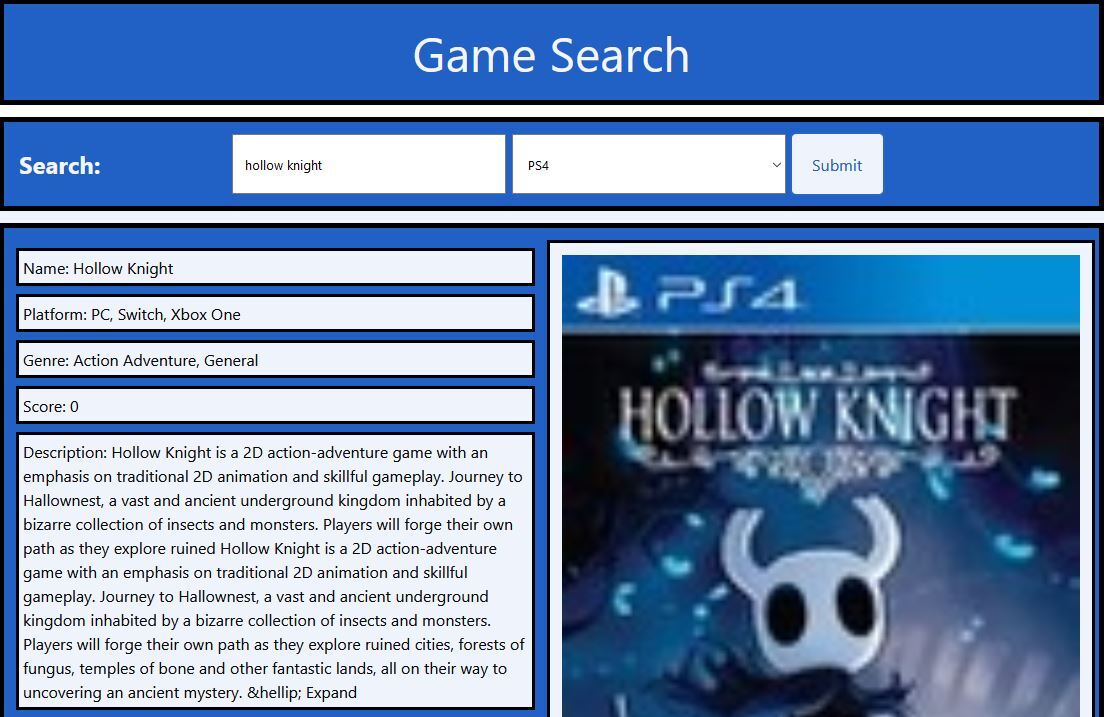 Game Search
Search:
hollow knight
PS4
Submit
Name: Hollow Knight
Platform: PC, Switch, Xbox One
Genre: Action Adventure, General
Score: 0
Description: Hollow Knight is a 2D action-adventure game with an
emphasis on traditional 2D animation and skillful gameplay. Journey to
Hallownest, a vast and ancient underground kingdom inhabited by a
bizarre collection of insects and monsters. Players will forge their own
path as they explore ruined Hollow Knight is a 2D action-adventure
game with an emphasis on traditional 2D animation and skillful
gameplay. Journey to Hallownest, a vast and ancient underground
kingdom inhabited by a bizarre collection of insects and monsters.
Players will forge their own path as they explore ruined cities, forests of
fungus, temples of bone and other fantastic lands, all on their way to
uncovering an ancient mystery. &hellip; Expand
PS4
HOLLOW KNIGHT